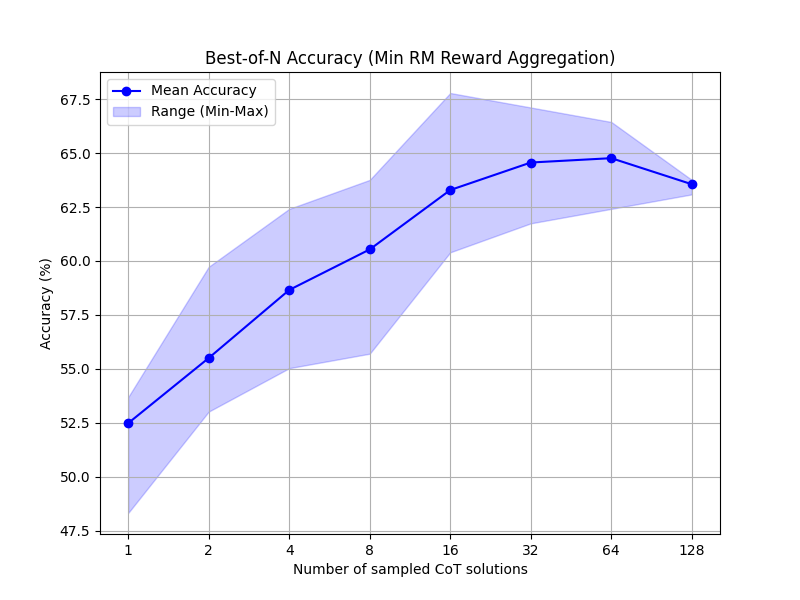 Best-of-N Accuracy (Min RM Reward Aggregation)
Mean Accuracy
Range (Min-Max)
67.5
65.0
62.5
60.0
57.5
55.0
52.5
50.0
47.5
Accuracy (%)
1 2 4 8 16 32 64 128
Number of sampled CoT solutions